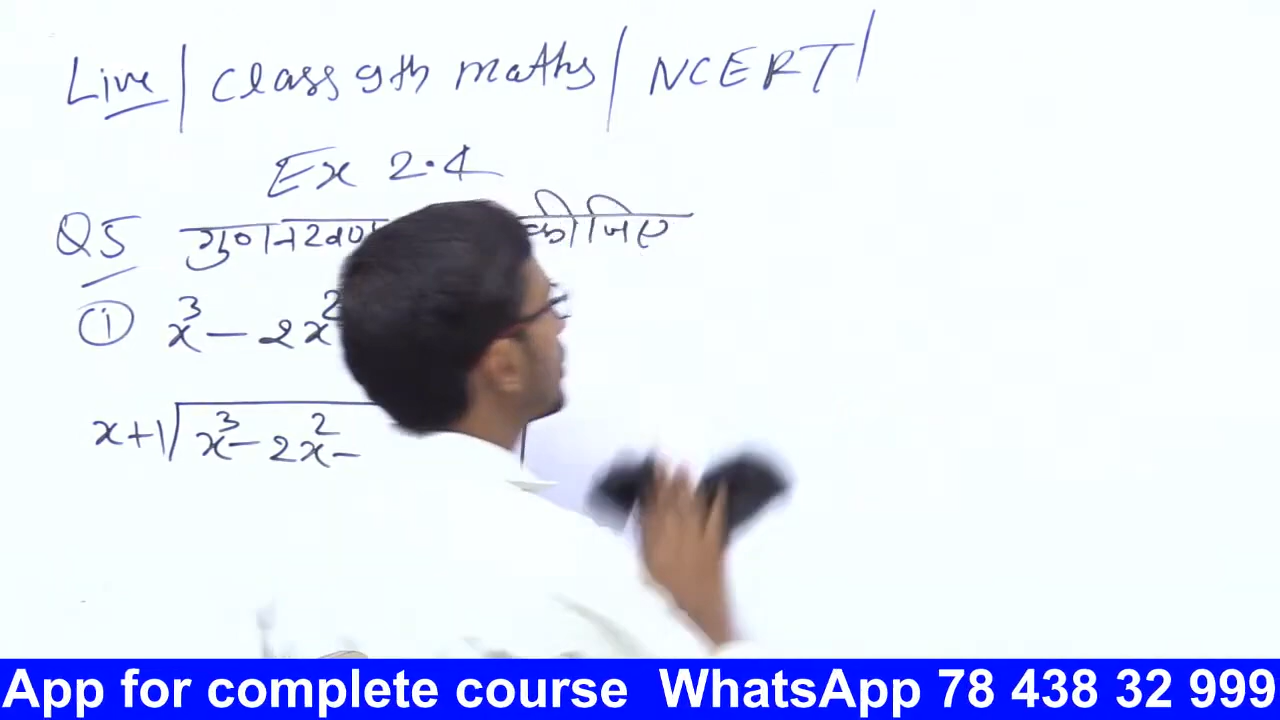 Live | class 9th maths | NCERT |
Ex 2.4
Q5 कीजिए
① x³ - 2x²
x+1 x³ - 2x² -
App for complete course WhatsApp 78 438 32 999